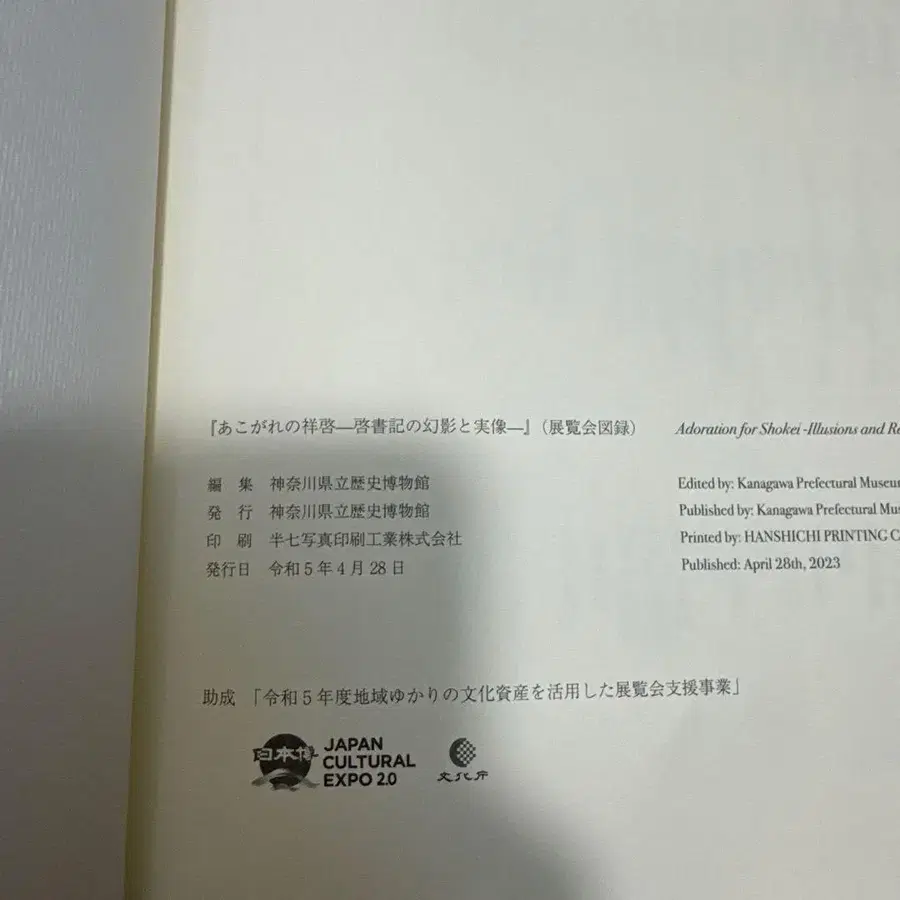 『あこがれの祥啓―啓書記の幻影と実像―』（展覧会図録）
編 集 神奈川県立歴史博物館
発 行 神奈川県立歴史博物館
印 刷 半七写真印刷工業株式会社
発行日 令和5年4月28日
Adoration for Shokei -Illusions and
Edited by: Kanagawa Prefectural Museum
Published by: Kanagawa Prefectural
Printed by: HANSHICHI PRINTING
Published: April 28th, 2023
助成 「令和5年度地域ゆかりの文化資産を活用した展覧会支援事業」
日本博
JAPAN
CULTURAL
EXPO 2.0
文化庁